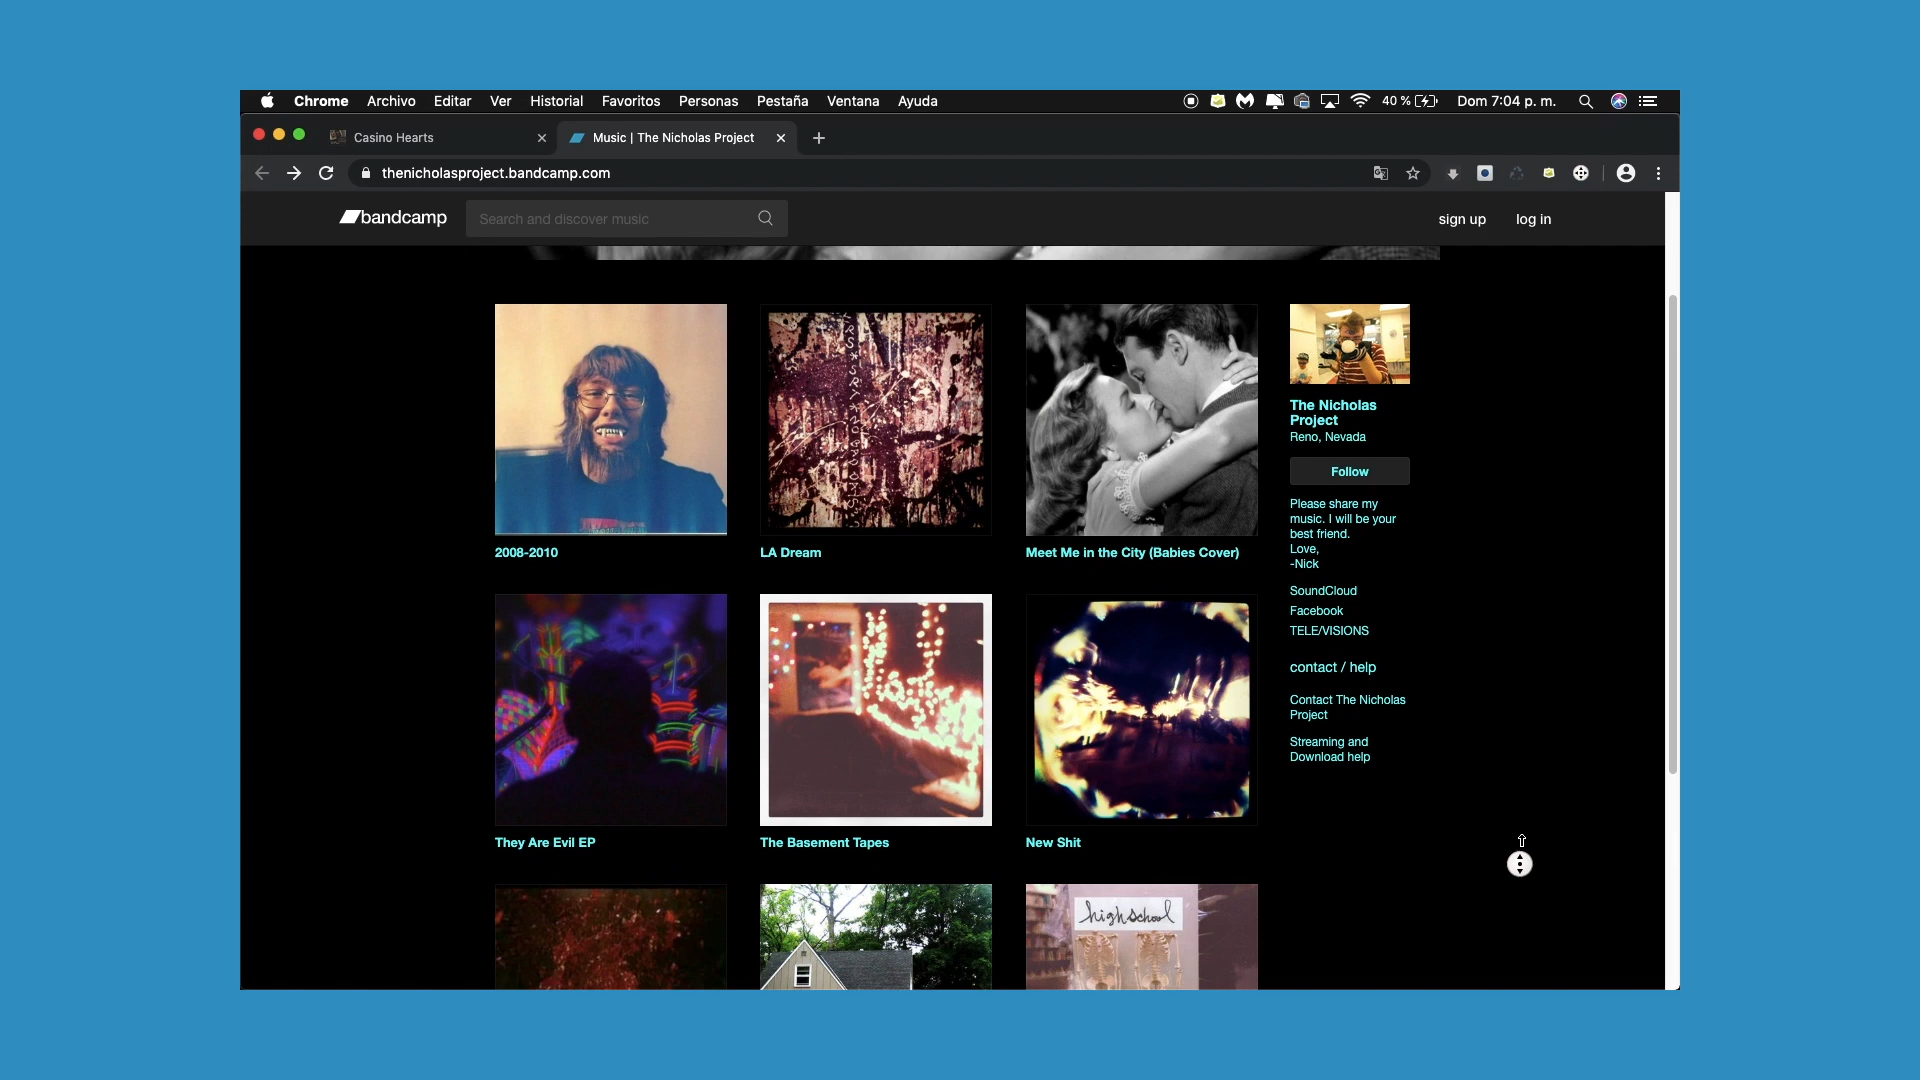 Chrome Archivo Editar Ver Historial Favoritos Personas Pestaña Ventana Ayuda 40 % Dom 7:04 p. m.
Casino Hearts Music | The Nicholas Project
thenicholasproject.bandcamp.com
bandcamp Search and discover music sign up log in
2008-2010
LA Dream
Meet Me in the City (Babies Cover)
They Are Evil EP
The Basement Tapes
New Shit
highschool
The Nicholas
Project
Reno, Nevada
Follow
Please share my
music. I will be your
best friend.
Love,
-Nick
SoundCloud
Facebook
TELE/VISIONS
contact / help
Contact The Nicholas
Project
Streaming and
Download help